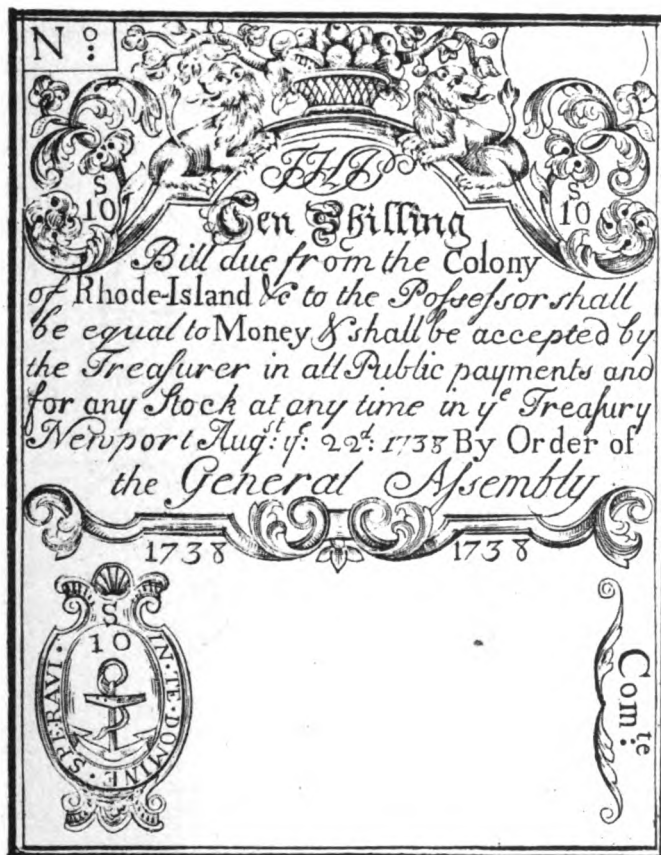 No:
THIS
S
10
S
10
Ten Shilling
Bill due from the Colony
of Rhode-Island &c to the Poſseſsor shall
be equal to Money & shall be accepted by
the Treaſurer in all Public payments and
for any Stock at any time in yᵉ Treaſury
Newport Augˢᵗ: yᵉ: 22ᵈ: 1738 By Order of
the General Aſsembly
1738 1738
S
10
IN·TE·DOMINE·SPERAVI·
Comᵗᵉ: